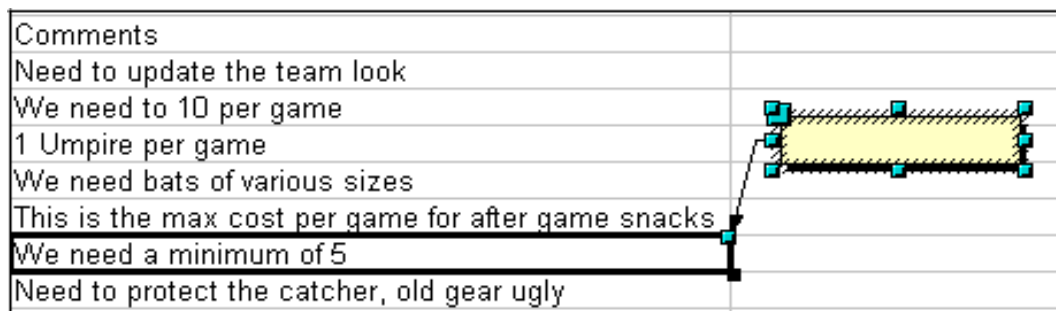 Comments
Need to update the team look
We need to 10 per game
1 Umpire per game
We need bats of various sizes
This is the max cost per game for after game snacks
We need a minimum of 5
Need to protect the catcher, old gear ugly